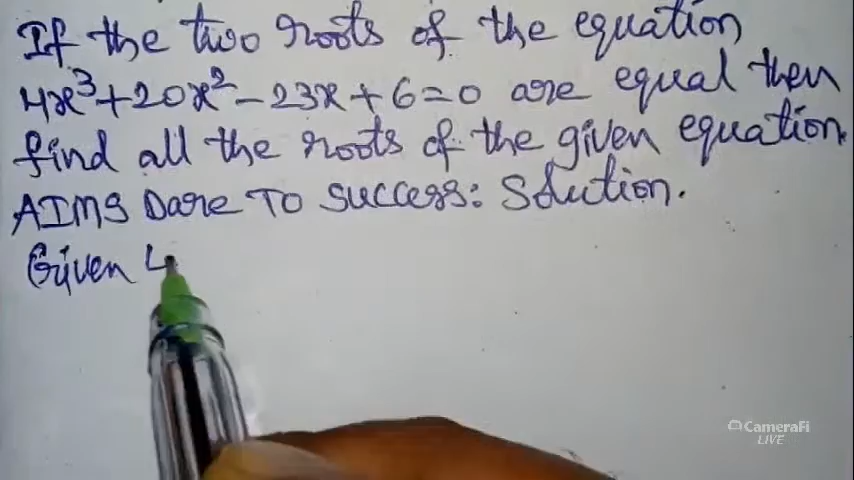 If the two roots of the equation
4x³+20x²-23x+6=0 are equal then
find all the roots of the given equation.
AIMS Dare To success: Solution.
Given 4
CameraFi
LIVE